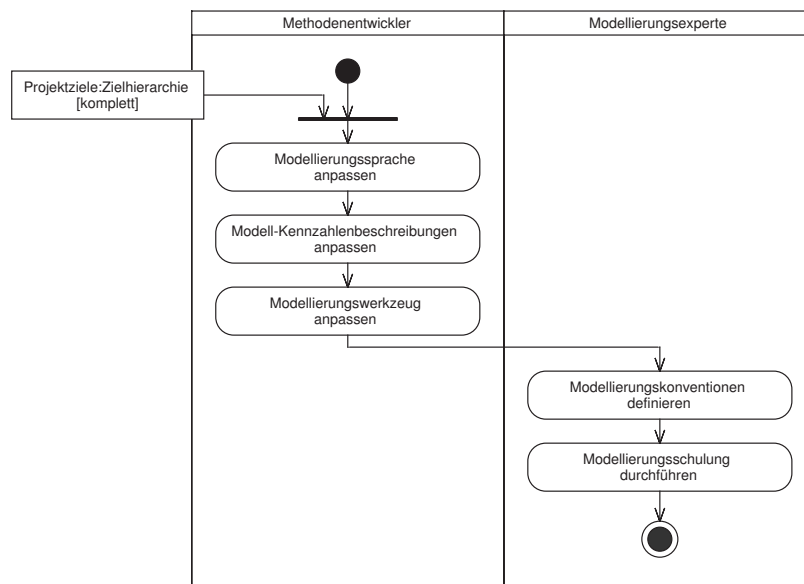 Methodenentwickler
Modellierungsexperte
Projektziele:Zielhierarchie
[komplett]
Modellierungssprache
anpassen
Modell-Kennzahlenbeschreibungen
anpassen
Modellierungswerkzeug
anpassen
Modellierungskonventionen
definieren
Modellierungsschulung
durchführen